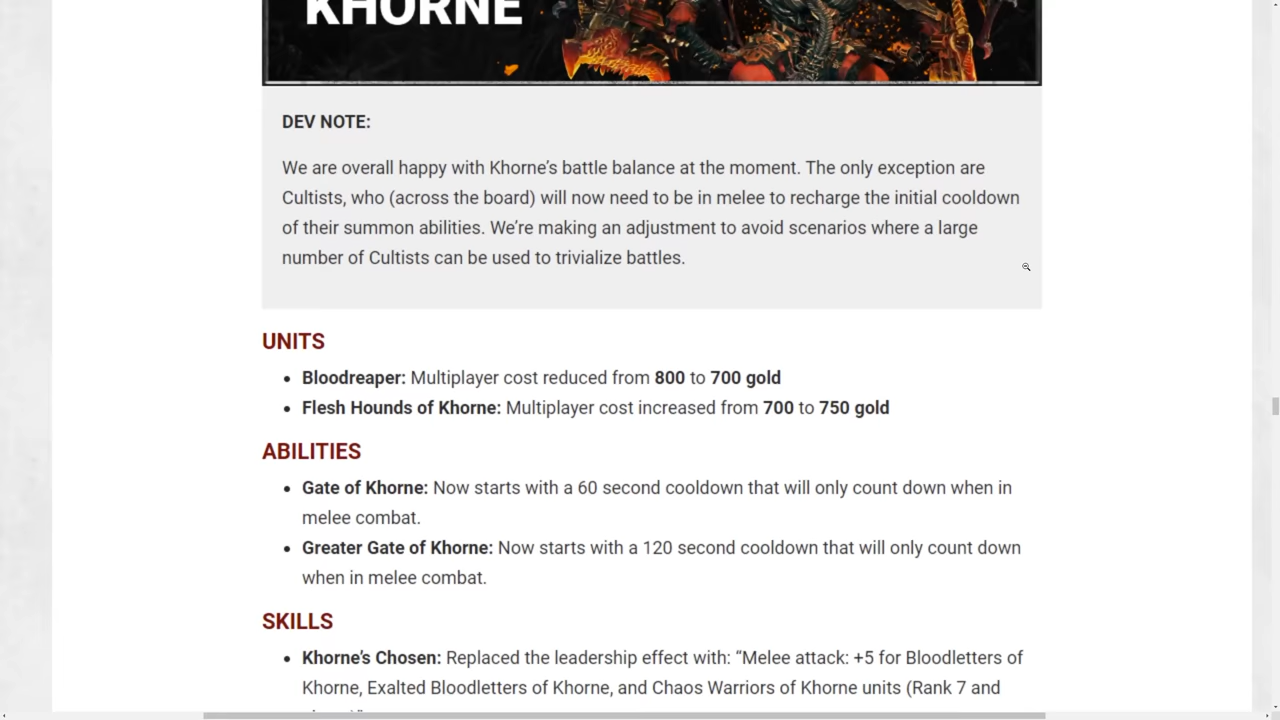 KHORNE
DEV NOTE:
We are overall happy with Khorne’s battle balance at the moment. The only exception are
Cultists, who (across the board) will now need to be in melee to recharge the initial cooldown
of their summon abilities. We’re making an adjustment to avoid scenarios where a large
number of Cultists can be used to trivialize battles.
UNITS
• Bloodreaper: Multiplayer cost reduced from 800 to 700 gold
• Flesh Hounds of Khorne: Multiplayer cost increased from 700 to 750 gold
ABILITIES
• Gate of Khorne: Now starts with a 60 second cooldown that will only count down when in
melee combat.
• Greater Gate of Khorne: Now starts with a 120 second cooldown that will only count down
when in melee combat.
SKILLS
• Khorne’s Chosen: Replaced the leadership effect with: “Melee attack: +5 for Bloodletters of
Khorne, Exalted Bloodletters of Khorne, and Chaos Warriors of Khorne units (Rank 7 and